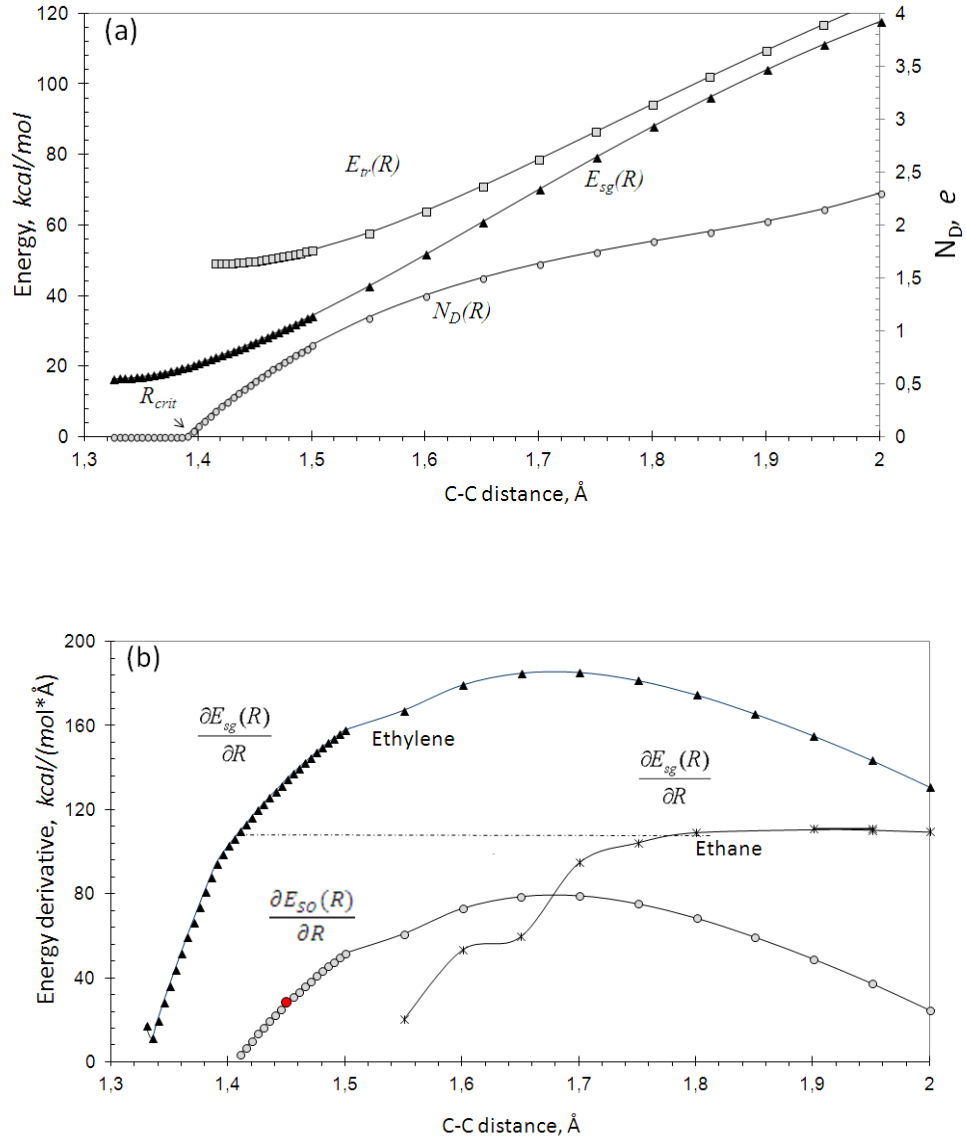 (a)
120
100
80
60
40
20
0
Energy, kcal/mol
4
3,5
3
2,5
2
1,5
1
0,5
0
N_D, e
E_tr(R)
E_sg(R)
N_D(R)
R_crit
1,3 1,4 1,5 1,6 1,7 1,8 1,9 2
C-C distance, Å
(b)
200
160
120
80
40
0
Energy derivative, kcal/(mol*Å)
∂E_sg(R)
∂R
Ethylene
∂E_sg(R)
∂R
Ethane
∂E_SO(R)
∂R
1,3 1,4 1,5 1,6 1,7 1,8 1,9 2
C-C distance, Å